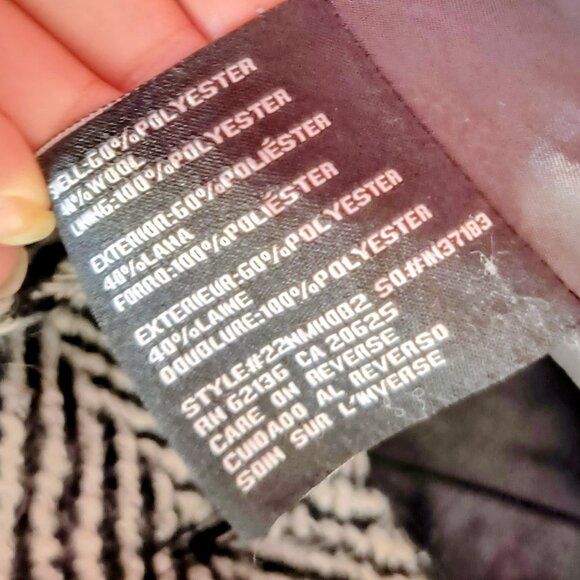 SHELL:60%POLYESTER
40%WOOL
LINING:100%POLYESTER
EXTERIOR:60%POLIÉSTER
40%LANA
FORRO:100%POLIÉSTER
EXTERIEUR:60%POLYESTER
40%LAINE
DOUBLURE:100%POLYESTER
STYLE#22NMH082 SO.#N37183
RN 62136 CA 20625
CARE ON REVERSE
CUIDADO AL REVERSO
SOIN SUR L'INVERSE